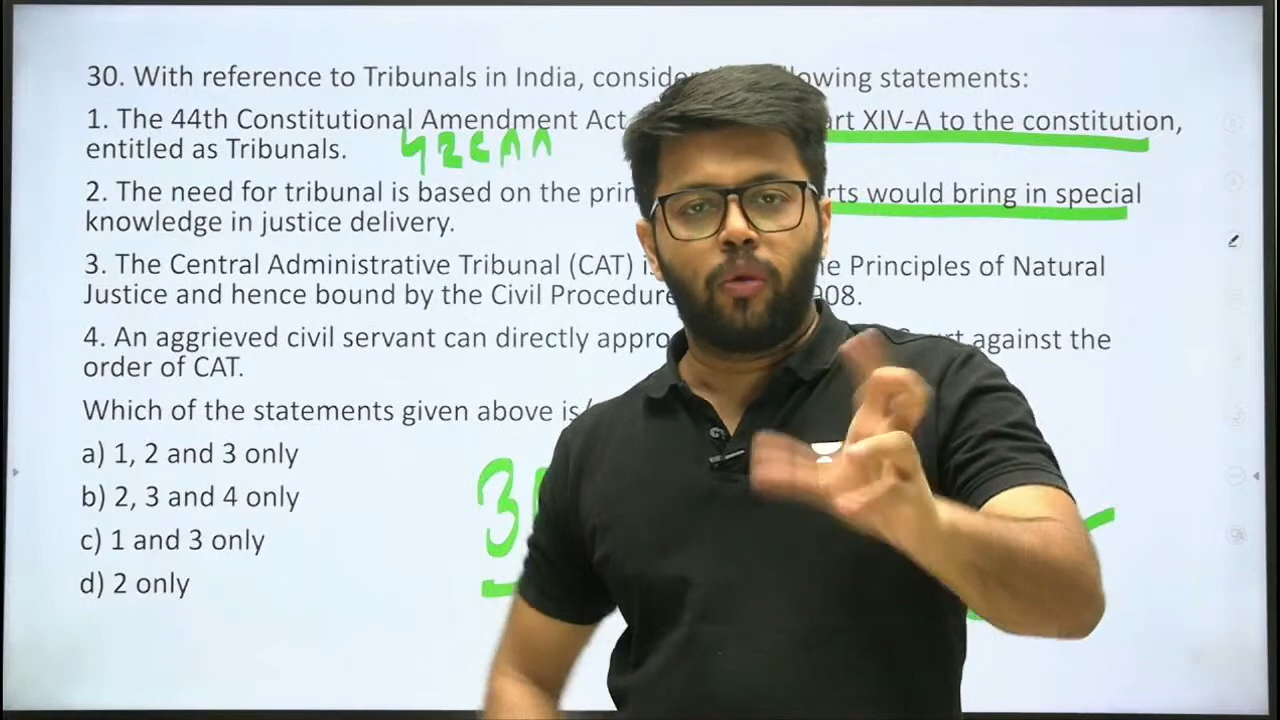 30. With reference to Tribunals in India, consider lowing statements:
1. The 44th Constitutional Amendment Act art XIV-A to the constitution,
entitled as Tribunals. 42CAA
2. The need for tribunal is based on the prin rts would bring in special
knowledge in justice delivery.
3. The Central Administrative Tribunal (CAT) i e Principles of Natural
Justice and hence bound by the Civil Procedure 908.
4. An aggrieved civil servant can directly appro Court against the
order of CAT.
Which of the statements given above is/
a) 1, 2 and 3 only
b) 2, 3 and 4 only
c) 1 and 3 only
d) 2 only